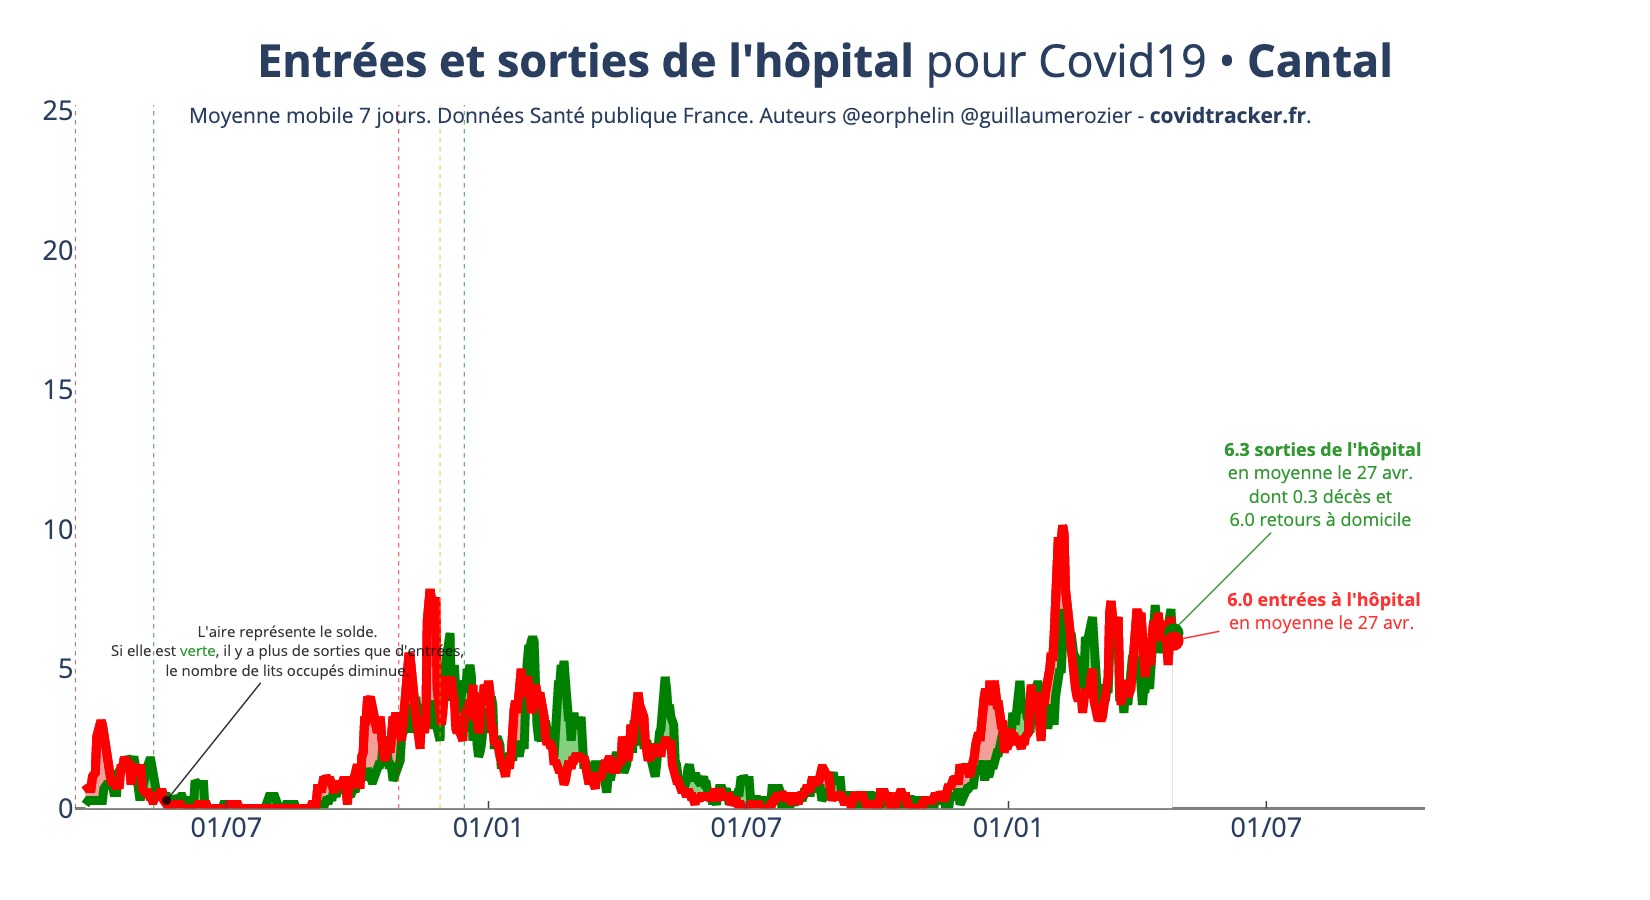 Entrées et sorties de l'hôpital pour Covid19 • Cantal
Moyenne mobile 7 jours. Données Santé publique France. Auteurs @eorphelin @guillaumerozier - covidtracker.fr.
25
20
15
10
5
0
6.3 sorties de l'hôpital
en moyenne le 27 avr.
dont 0.3 décès et
6.0 retours à domicile
6.0 entrées à l'hôpital
en moyenne le 27 avr.
L'aire représente le solde.
Si elle est verte, il y a plus de sorties que d'entrées,
le nombre de lits occupés diminue.
01/07
01/01
01/07
01/01
01/07